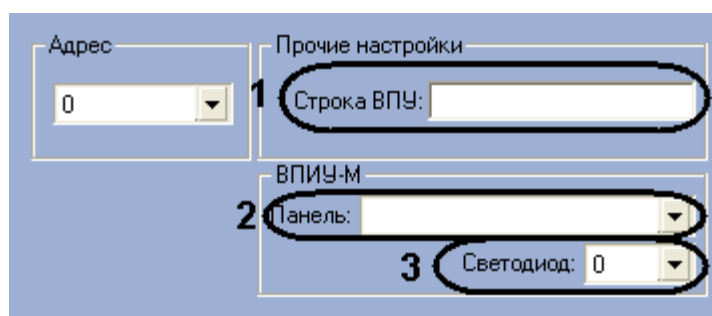 Адрес
0
Прочие настройки
1
Строка ВПУ:
ВПИУ-М
2
Панель:
3
Светодиод: 0